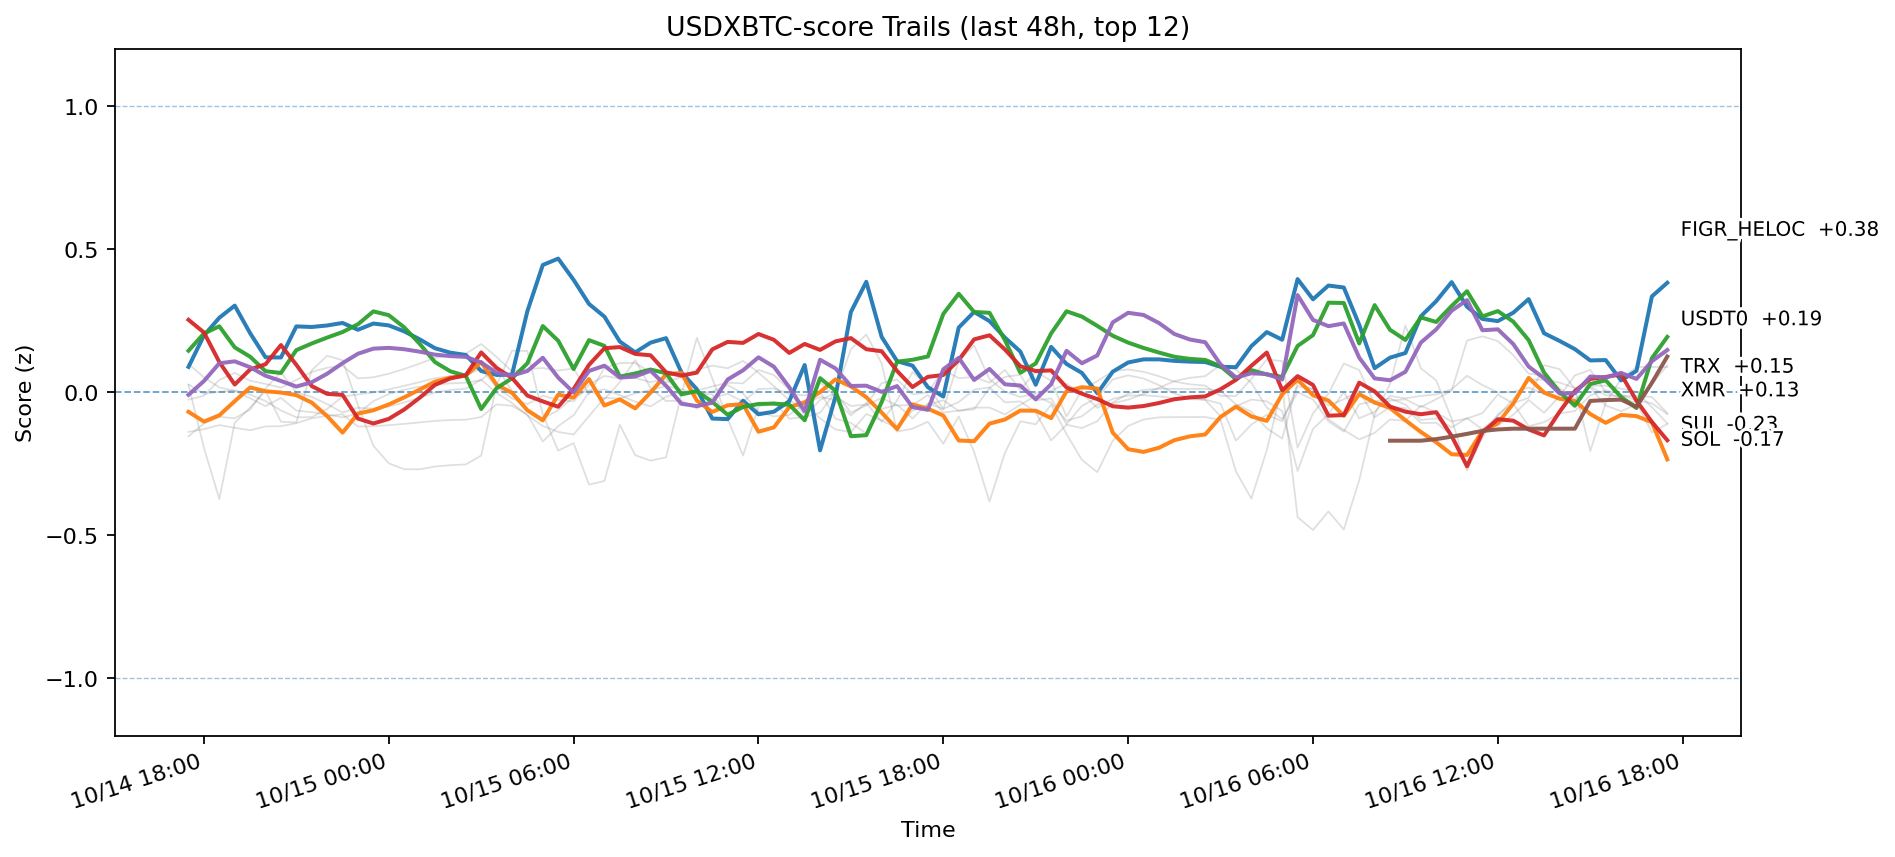 USDXBTC-score Trails (last 48h, top 12)
1.0
0.5
0.0
−0.5
−1.0
Score (z)
FIGR_HELOC +0.38
USDT0 +0.19
TRX +0.15
XMR +0.13
SUI -0.23
SOL -0.17
10/14 18:00
10/15 00:00
10/15 06:00
10/15 12:00
10/15 18:00
10/16 00:00
10/16 06:00
10/16 12:00
10/16 18:00
Time